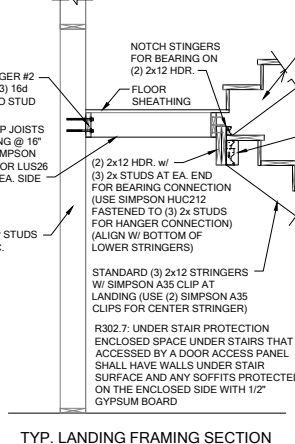 NOTCH STINGERS
FOR BEARING ON
(2) 2x12 HDR.
GER #2
3) 16d
O STUD
FLOOR
SHEATHING
P JOISTS
NG @ 16"
MPSON
OR LUS26
EA. SIDE
(2) 2x12 HDR. w/
(3) 2x STUDS AT EA. END
FOR BEARING CONNECTION
(USE SIMPSON HUC212
FASTENED TO (3) 2x STUDS
FOR HANGER CONNECTION)
(ALIGN W/ BOTTOM OF
LOWER STRINGERS)
STUDS
C.
STANDARD (3) 2x12 STRINGERS
W/ SIMPSON A35 CLIP AT
LANDING (USE (2) SIMPSON A35
CLIPS FOR CENTER STRINGER)
R302.7: UNDER STAIR PROTECTION
ENCLOSED SPACE UNDER STAIRS THAT
ACCESSED BY A DOOR ACCESS PANEL
SHALL HAVE WALLS UNDER STAIR
SURFACE AND ANY SOFFITS PROTECTED
ON THE ENCLOSED SIDE WITH 1/2"
GYPSUM BOARD
TYP. LANDING FRAMING SECTION